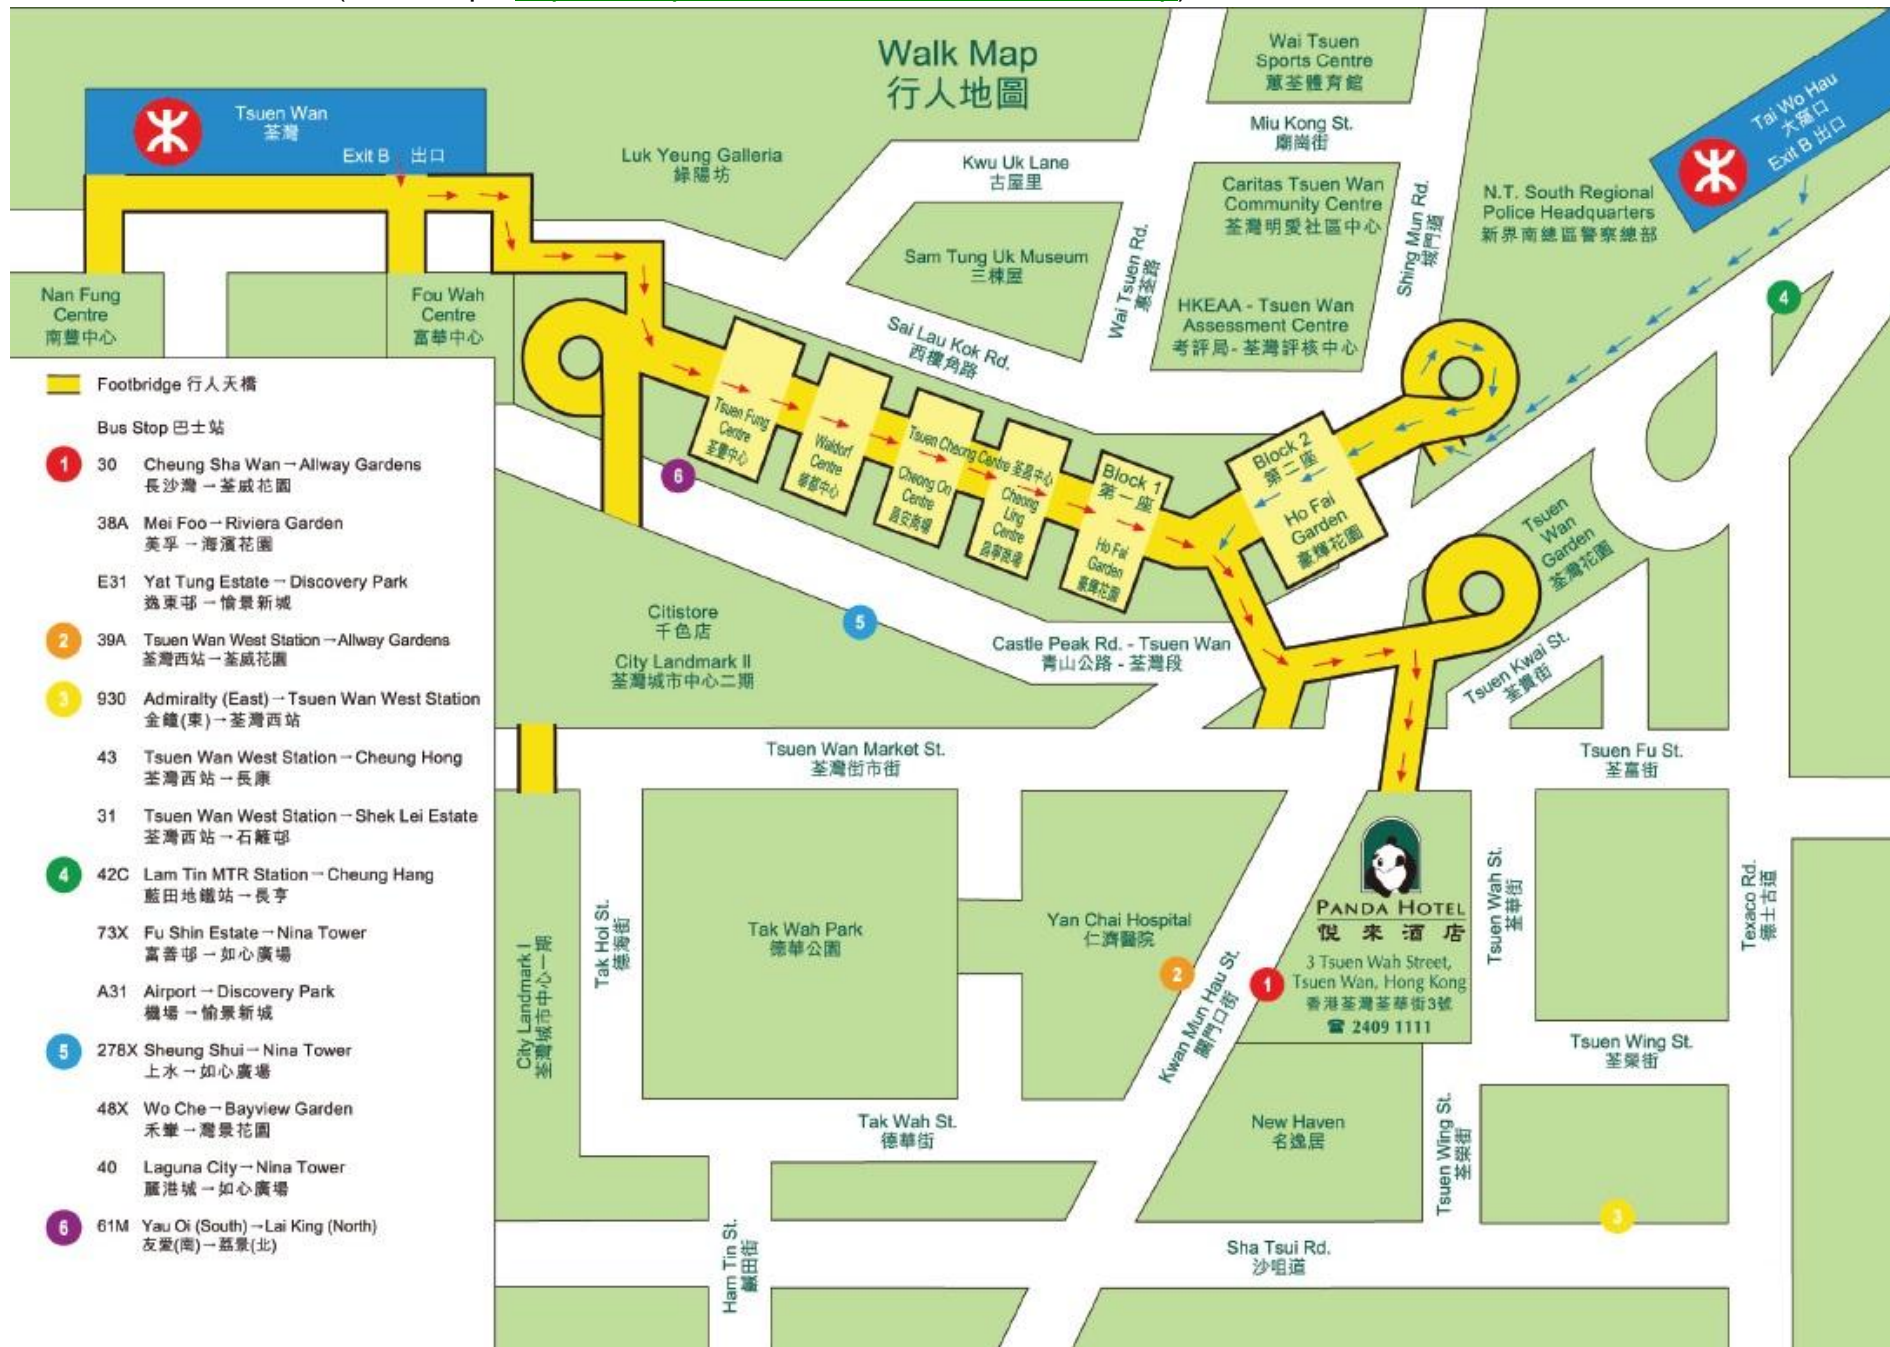 Walk Map
行人地圖
Tsuen Wan
荃灣
Exit B 出口
Luk Yeung Galleria
綠陽坊
Kwu Uk Lane
古屋里
Sam Tung Uk Museum
三棟屋
Sai Lau Kok Rd.
西樓角路
Wai Tsuen Rd.
惠荃路
Wai Tsuen
Sports Centre
蕙荃體育館
Miu Kong St.
廟崗街
Caritas Tsuen Wan
Community Centre
荃灣明愛社區中心
HKEAA - Tsuen Wan
Assessment Centre
考評局- 荃灣評核中心
Shing Mun Rd.
城門道
N.T. South Regional
Police Headquarters
新界南總區警察總部
Tai Wo Hau
大窩口
Exit B 出口
4
Nan Fung
Centre
南豐中心
Fou Wah
Centre
富華中心
Footbridge 行人天橋
Bus Stop 巴士站
1 30 Cheung Sha Wan→Allway Gardens
長沙灣→荃威花園
38A Mei Foo→Riviera Garden
美孚→海濱花園
E31 Yat Tung Estate→Discovery Park
逸東邨→愉景新城
2 39A Tsuen Wan West Station→Allway Gardens
荃灣西站→荃威花園
3 930 Admiralty (East)→Tsuen Wan West Station
金鐘(東)→荃灣西站
43 Tsuen Wan West Station→Cheung Hong
荃灣西站→長康
31 Tsuen Wan West Station→Shek Lei Estate
荃灣西站→石籬邨
4 42C Lam Tin MTR Station→Cheung Hang
藍田地鐵站→長亨
73X Fu Shin Estate→Nina Tower
富善邨→如心廣場
A31 Airport→Discovery Park
機場→愉景新城
5 278X Sheung Shui→Nina Tower
上水→如心廣場
48X Wo Che→Bayview Garden
禾輋→灣景花園
40 Laguna City→Nina Tower
麗港城→如心廣場
6 61M Yau Oi (South)→Lai King (North)
友愛(南)→荔景(北)
Tsuen Fung
Centre
荃豐中心
Waldorf
Centre
華都中心
Tsuen Cheong Centre 荃昌中心
Cheong On
Centre
昌安商場
Cheong
Ling
Centre
昌寧商場
Block 1
第一座
Ho Fai
Garden
豪輝花園
Block 2
第二座
Ho Fai
Garden
豪輝花園
Tsuen
Wan
Garden
荃灣花園
6
5
Citistore
千色店
City Landmark II
荃灣城市中心二期
Castle Peak Rd. - Tsuen Wan
青山公路 - 荃灣段
Tsuen Kwai St.
荃貴街
Tsuen Wan Market St.
荃灣街市街
Tsuen Fu St.
荃富街
City Landmark I
荃灣城市中心一期
Tak Hoi St.
德海街
Tak Wah Park
德華公園
Yan Chai Hospital
仁濟醫院
2
Kwan Mun Hau St.
關門口街
1
PANDA HOTEL
悅來酒店
3 Tsuen Wah Street,
Tsuen Wan, Hong Kong
香港荃灣荃華街3號
☎ 2409 1111
Tsuen Wah St.
荃華街
Texaco Rd.
德士古道
Tsuen Wing St.
荃榮街
Tak Wah St.
德華街
New Haven
名逸居
Tsuen Wing St.
荃榮街
3
Ham Tin St.
鹹田街
Sha Tsui Rd.
沙咀道